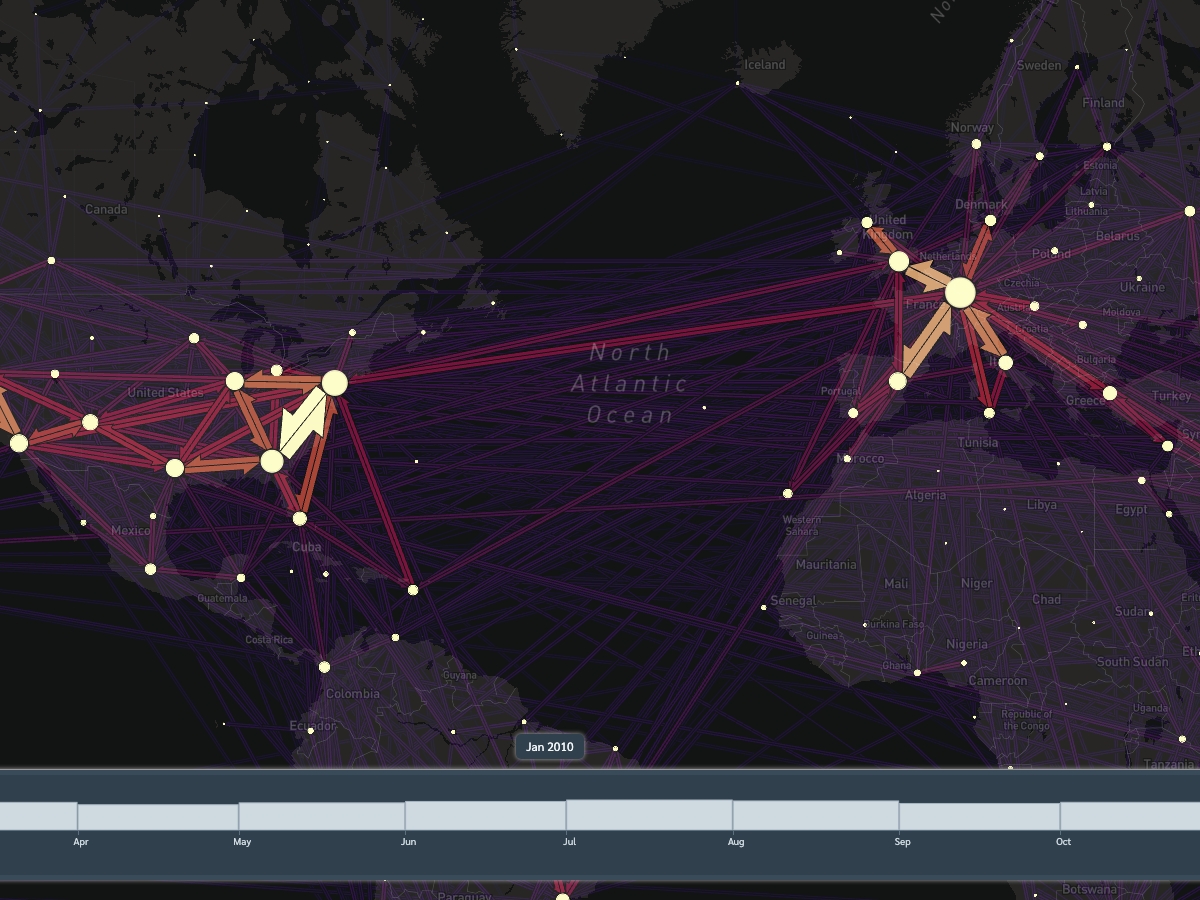 Iceland
Sweden
Finland
Norway
Estonia
Latvia
Canada
Denmark
Lithuania
United
Kingdom
Belarus
Netherlands
Poland
Czechia
Ukraine
France
Austria
Moldova
Croatia
North
Atlantic
Ocean
Bulgaria
United States
Portugal
Greece
Turkey
Tunisia
Morocco
Algeria
Libya
Egypt
Western
Sahara
Mexico
Cuba
Mauritania
Mali
Niger
Chad
Guatemala
Senegal
Sudan
Burkina Faso
Guinea
Costa Rica
Nigeria
Ghana
South Sudan
Guyana
Cameroon
Colombia
Republic of
the Congo
Uganda
Ecuador
Jan 2010
Tanzania
Apr
May
Jun
Jul
Aug
Sep
Oct
Paraguay
Botswana